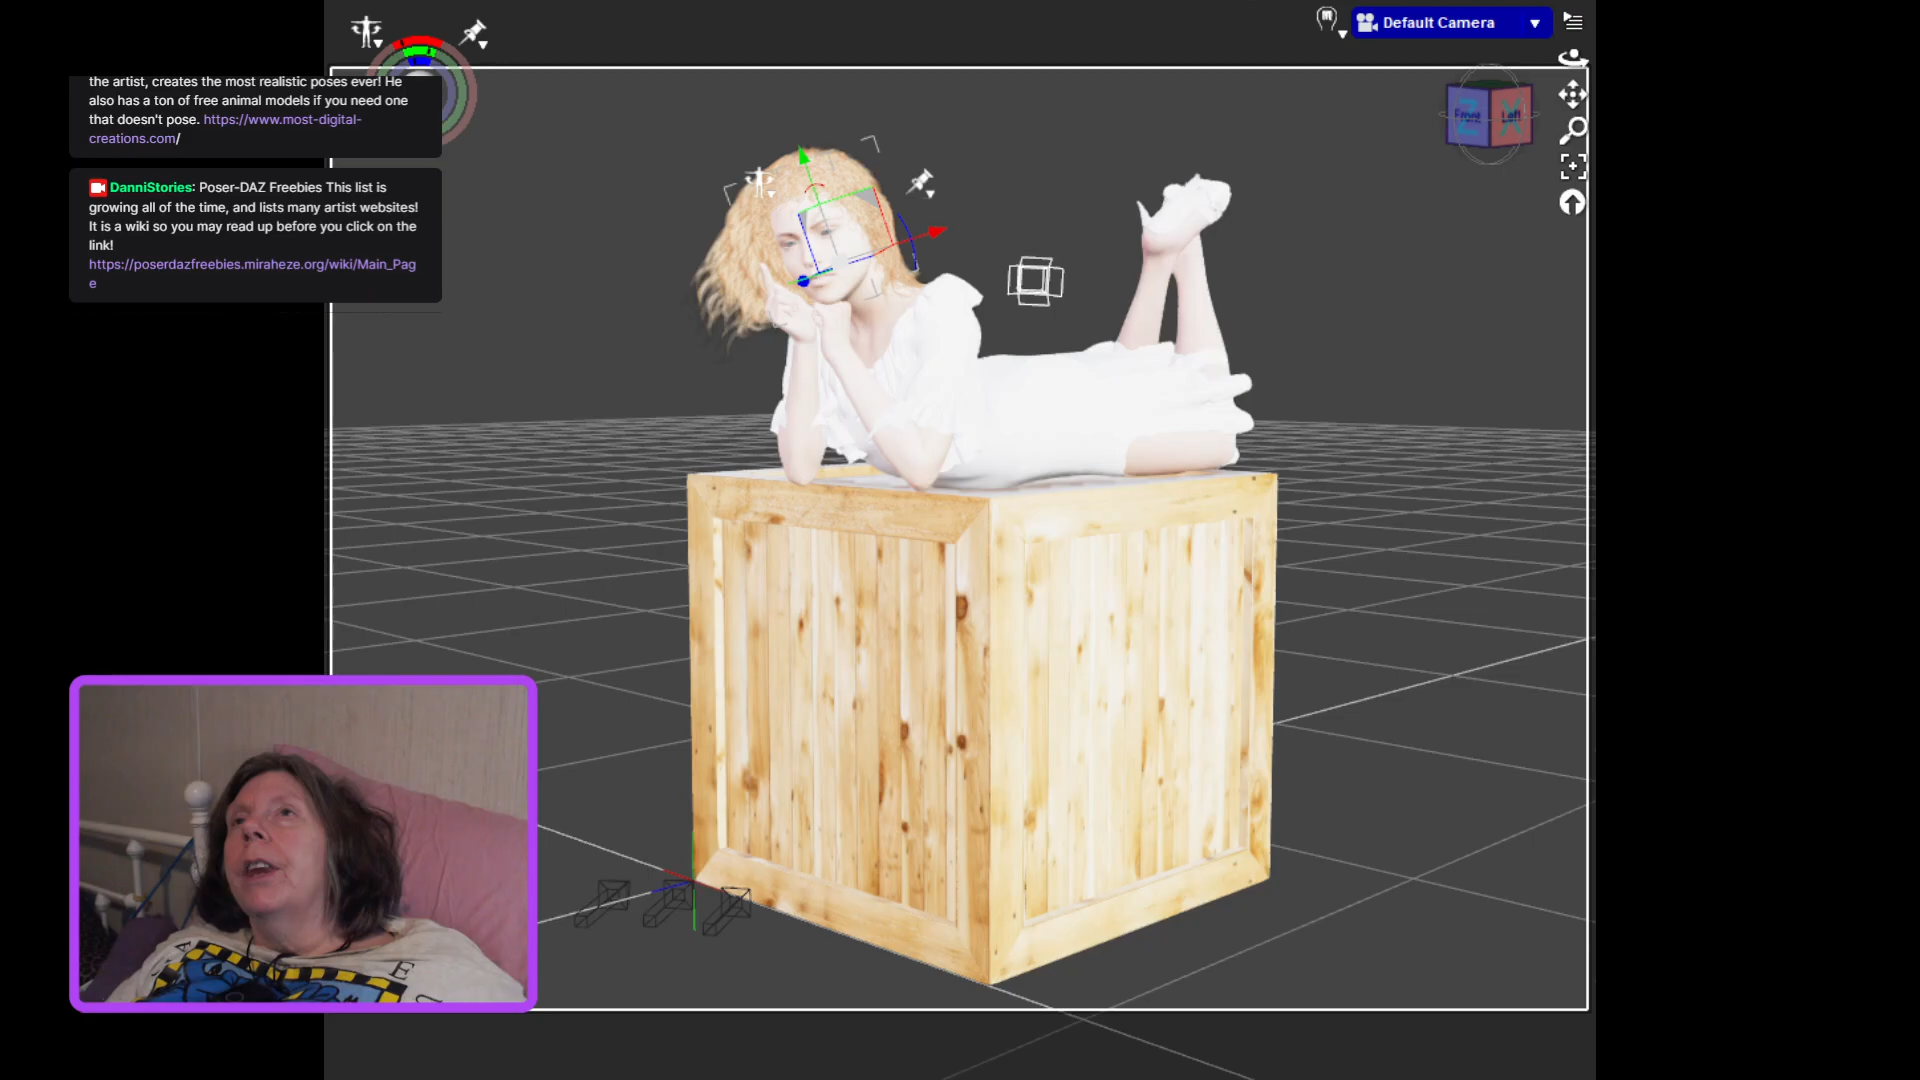 Default Camera
the artist, creates the most realistic poses ever! He
also has a ton of free animal models if you need one
that doesn't pose. https://www.most-digital-
creations.com/
DanniStories: Poser-DAZ Freebies This list is
growing all of the time, and lists many artist websites!
It is a wiki so you may read up before you click on the
link!
https://poserdazfreebies.miraheze.org/wiki/Main_Pag
e
Front
Left
Z
X